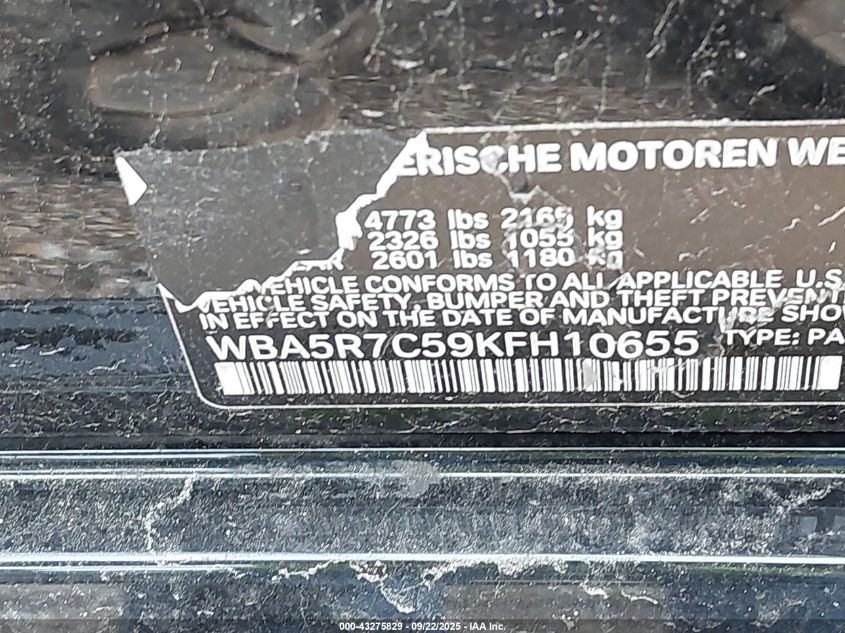 ERISCHE MOTOREN WE
4773 lbs 2165 kg
2326 lbs 1055 kg
2601 lbs 1180 kg
VEHICLE CONFORMS TO ALL APPLICABLE U.S
VEHICLE SAFETY, BUMPER AND THEFT PREVENT
IN EFFECT ON THE DATE OF MANUFACTURE SHO
WBA5R7C59KFH10655 TYPE: PA
000-43275829 - 09/22/2025 - IAA Inc.